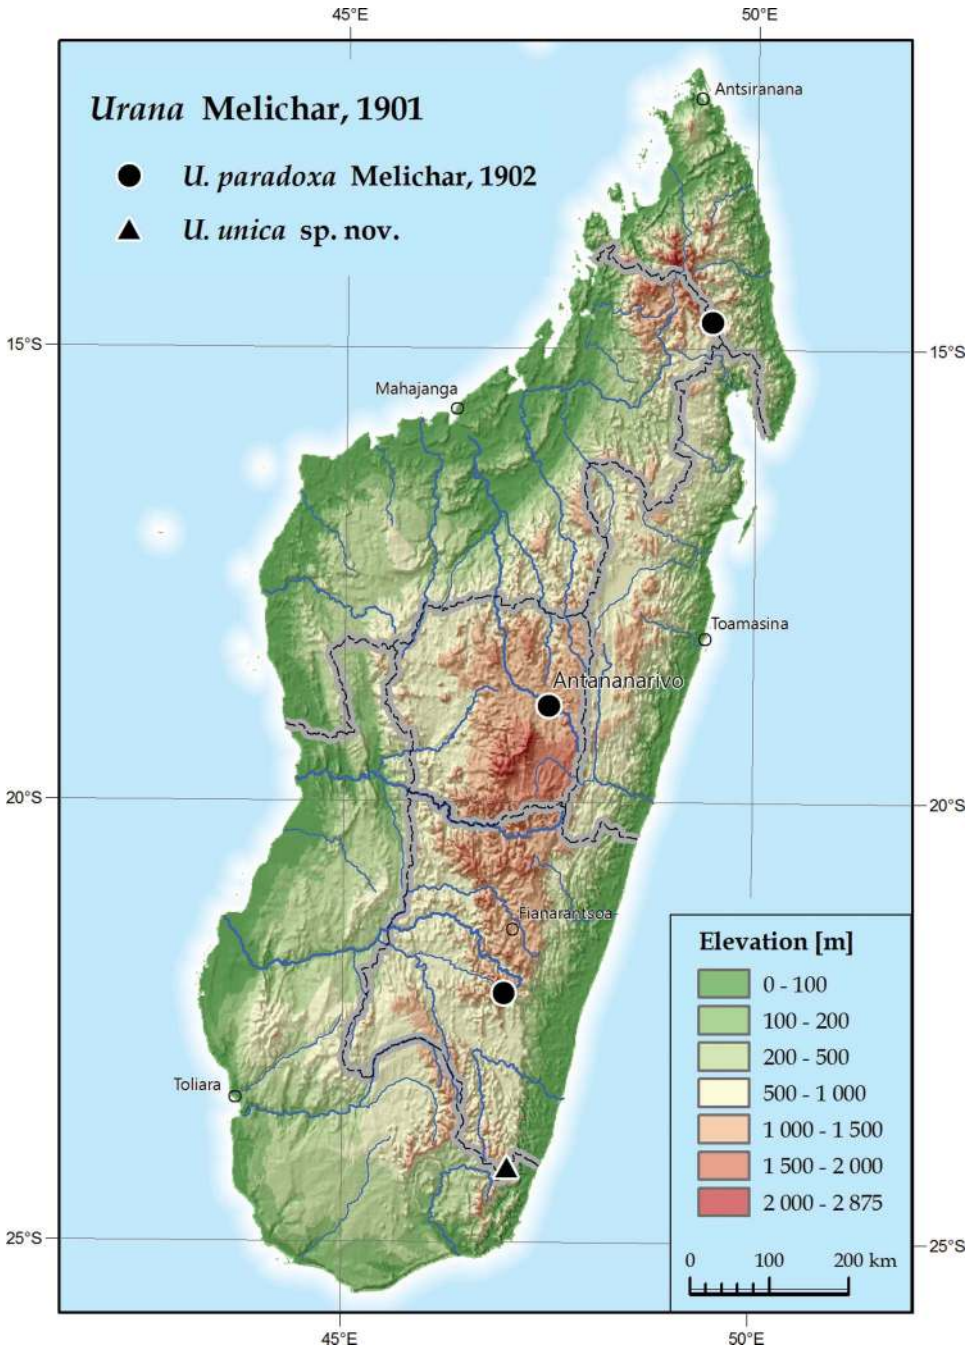 45°E 50°E
Urana Melichar, 1901
U. paradoxa Melichar, 1902
U. unica sp. nov.
Antsiranana
15°S 15°S
Mahajanga
Toamasina
Antananarivo
20°S 20°S
Fianarantsoa
Toliara
25°S 25°S
Elevation [m]
0 - 100
100 - 200
200 - 500
500 - 1 000
1 000 - 1 500
1 500 - 2 000
2 000 - 2 875
0 100 200 km
45°E 50°E